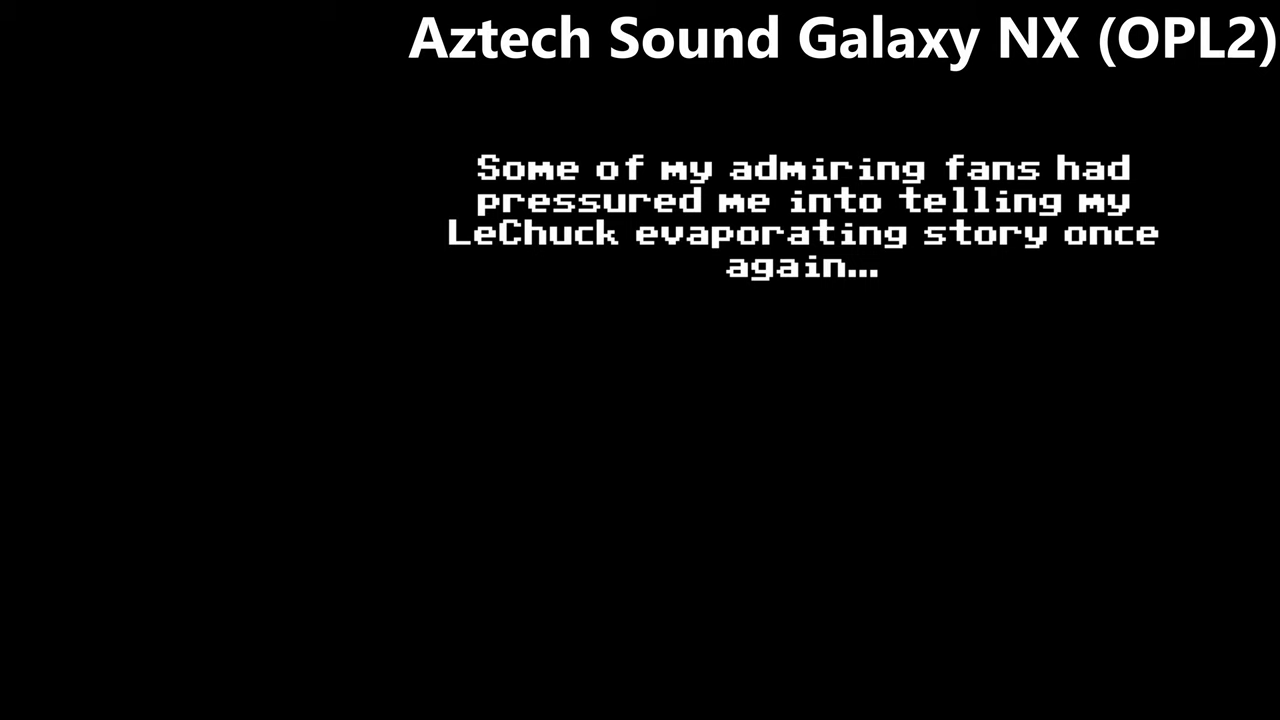 Aztech Sound Galaxy NX (OPL2)
Some of my admiring fans had
pressured me into telling my
LeChuck evaporating story once
again...